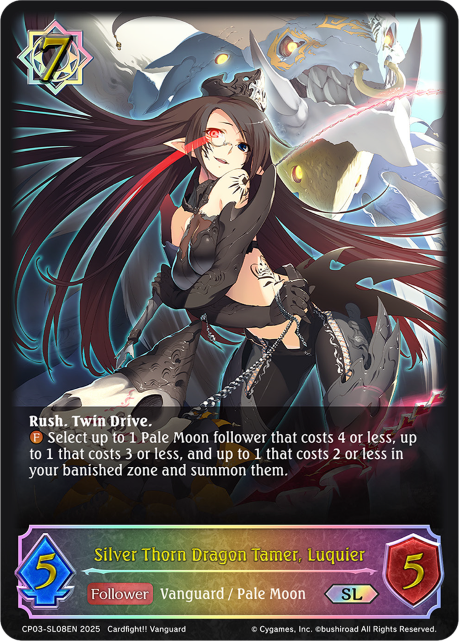 7
Rush. Twin Drive.
F Select up to 1 Pale Moon follower that costs 4 or less, up
to 1 that costs 3 or less, and up to 1 that costs 2 or less in
your banished zone and summon them.
Silver Thorn Dragon Tamer, Luquier
5
Follower Vanguard / Pale Moon SL
5
CP03-SL08EN 2025 Cardfight!! Vanguard © Cygames, Inc. ©bushiroad All Rights Reserved.